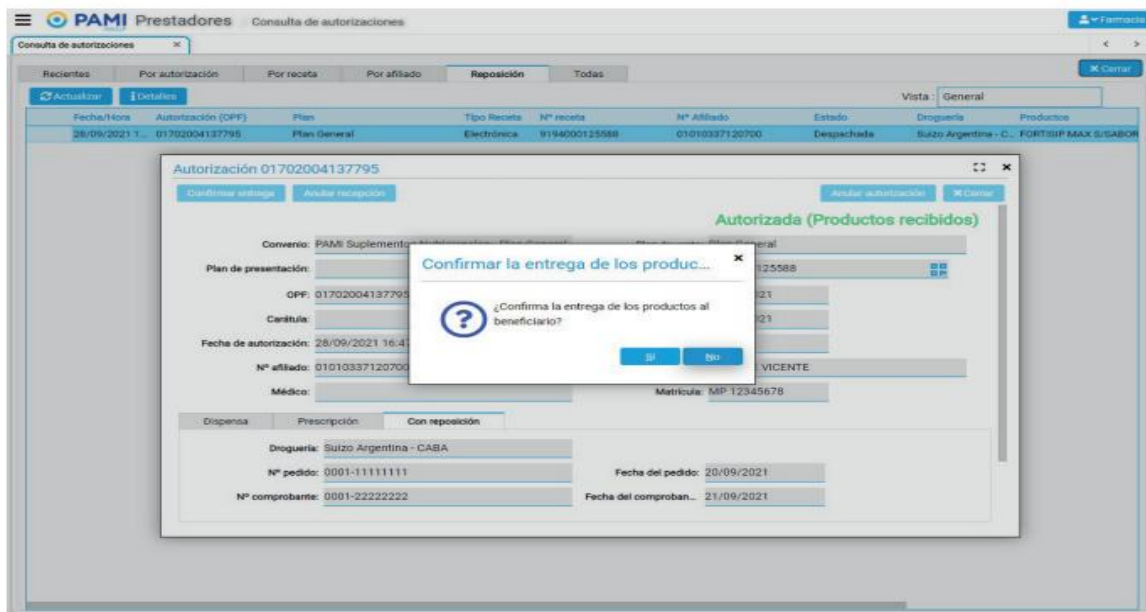 PAMI Prestadores Consulta de autorizaciones
Farmacia
Consulta de autorizaciones ×
Recientes Por autorización Por receta Por afiliado Reposición Todas
× Cerrar
Actualizar Detalles Vista : General
Fecha/Hora Autorización (OPF) Plan Tipo Receta Nº receta Nº Afiliado Estado Droguería Productos
28/09/2021 1... 01702004137795 Plan General Electrónica 9194000125588 01010337120700 Despachada Suizo Argentina - C... FORTISIP MAX S/SABOR
Autorización 01702004137795
Confirmar entrega Anular recepción Anular autorización × Cerrar
Autorizada (Productos recibidos)
Convenio: PAMI Suplementos
Plan de presentación: 125588
OPF: 01702004137795 21
Carátula: 21
Fecha de autorización: 28/09/2021 16:4
Nº afiliado: 01010337120700 VICENTE
Médico: Matrícula: MP 12345678
Confirmar la entrega de los produc... ×
¿Confirma la entrega de los productos al
beneficiario?
Sí No
Dispensa Prescripción Con reposición
Droguería: Suizo Argentina - CABA
Nº pedido: 0001-11111111 Fecha del pedido: 20/09/2021
Nº comprobante: 0001-22222222 Fecha del comproban... 21/09/2021